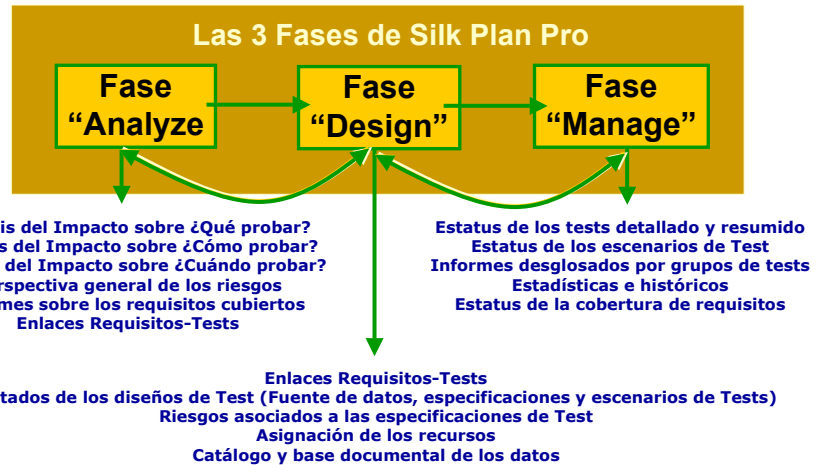 Las 3 Fases de Silk Plan Pro
Fase
“Analyze
Fase
“Design”
Fase
“Manage”
is del Impacto sobre ¿Qué probar?
s del Impacto sobre ¿Cómo probar?
del Impacto sobre ¿Cuándo probar?
rspectiva general de los riesgos
mes sobre los requisitos cubiertos
Enlaces Requisitos-Tests
Estatus de los tests detallado y resumido
Estatus de los escenarios de Test
Informes desglosados por grupos de tests
Estadísticas e históricos
Estatus de la cobertura de requisitos
Enlaces Requisitos-Tests
tados de los diseños de Test (Fuente de datos, especificaciones y escenarios de Tests)
Riesgos asociados a las especificaciones de Test
Asignación de los recursos
Catálogo y base documental de los datos